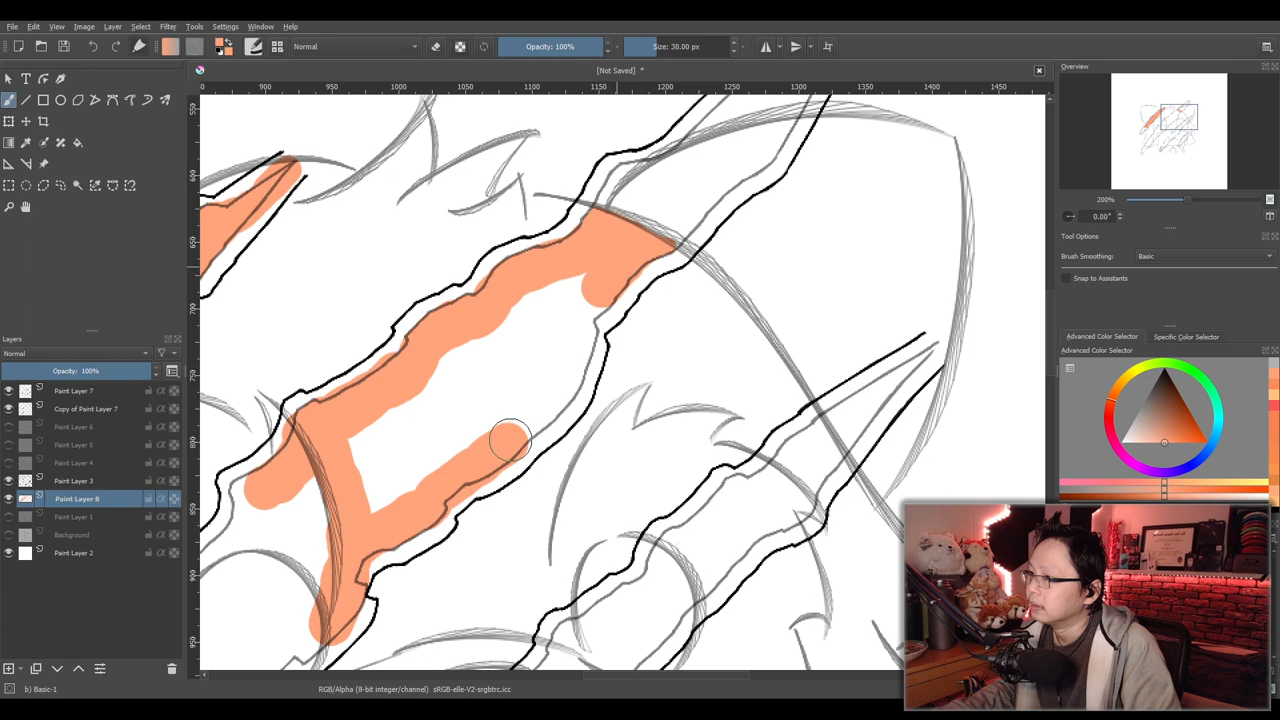 File Edit View Image Layer Select Filter Tools Settings Window Help
Normal Opacity: 100% Size: 30.00 px
[Not Saved] *
Overview
0 900 950 1000 1050 1100 1150 1200 1250 1300 1350 1400 1450
200%
0.00°
Tool Options
Brush Smoothing: Basic
Snap to Assistants
Layers
Normal
Opacity: 100%
Paint Layer 7
Copy of Paint Layer 7
Paint Layer 6
Paint Layer 5
Paint Layer 4
Paint Layer 3
Paint Layer 8
Paint Layer 1
Background
Paint Layer 2
Advanced Color Selector Specific Color Selector
Advanced Color Selector
b) Basic-1
RGB/Alpha (8-bit integer/channel) sRGB-elle-V2-srgbtrc.icc